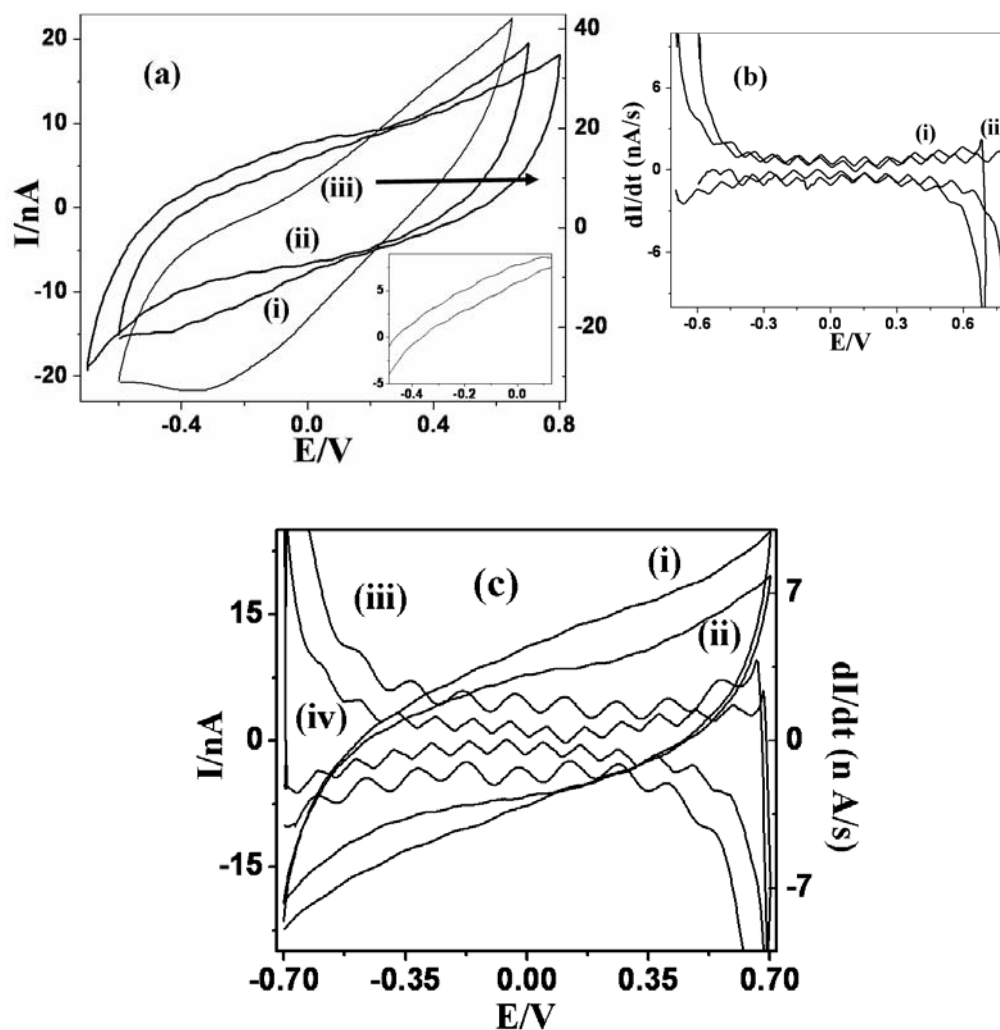 (a)
I/nA
20
10
0
-10
-20
40
20
0
-20
(iii)
(ii)
(i)
5
0
-5
-0.4
-0.2
0.0
-0.4
0.0
0.4
0.8
E/V
(b)
dI/dt (nA/s)
6
0
-6
(i)
(ii
-0.6
-0.3
0.0
0.3
0.6
E/V
(c)
(i)
(ii)
(iii)
(iv)
I/nA
15
0
-15
7
0
-7
dI/dt (n A/s)
-0.70
-0.35
0.00
0.35
0.70
E/V